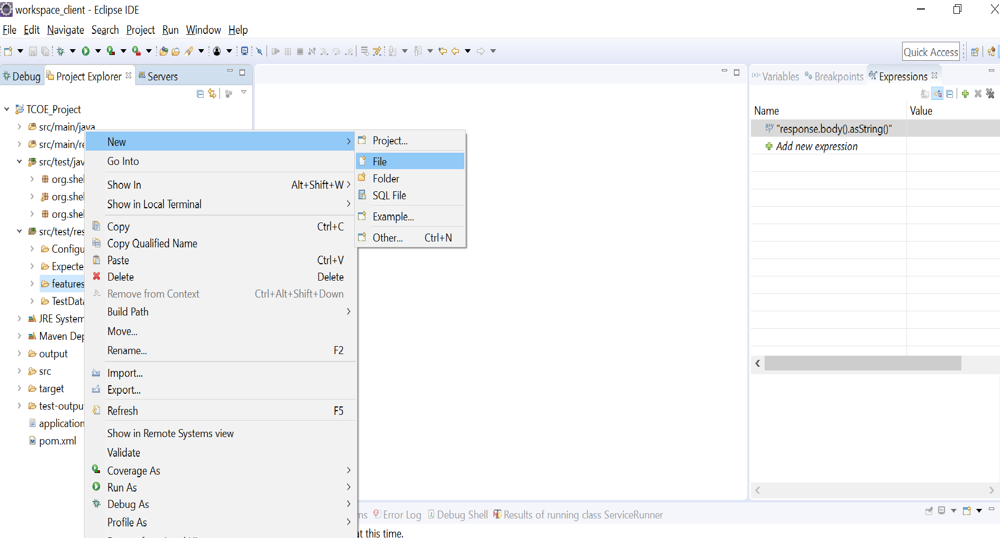 workspace_client - Eclipse IDE
File Edit Navigate Search Project Run Window Help
Quick Access
Debug Project Explorer Servers
TCOE_Project
src/main/java
src/main/re
src/test/jav
org.shel
org.shel
org.shel
src/test/res
Configu
Expecte
features
TestData
JRE System
Maven Dep
output
src
target
test-outpu
application
pom.xml
New
Go Into
Show In Alt+Shift+W
Show in Local Terminal
Copy Ctrl+C
Copy Qualified Name
Paste Ctrl+V
Delete Delete
Remove from Context Ctrl+Alt+Shift+Down
Build Path
Move...
Rename... F2
Import...
Export...
Refresh F5
Show in Remote Systems view
Validate
Coverage As
Run As
Debug As
Profile As
Project...
File
Folder
SQL File
Example...
Other... Ctrl+N
(x)= Variables Breakpoints Expressions
Name Value
"response.body().asString()"
Add new expression
ms Error Log Debug Shell Results of running class ServiceRunner
at this time.